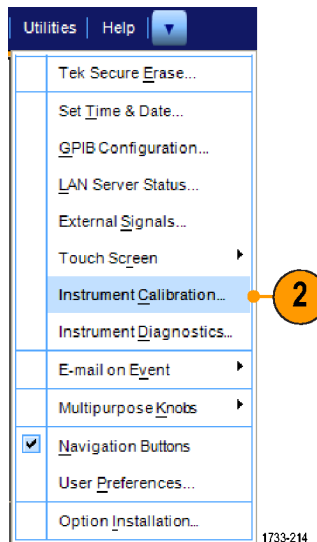 Utilities | Help |
Tek Secure Erase...
Set Time & Date...
GPIB Configuration...
LAN Server Status...
External Signals...
Touch Screen
Instrument Calibration...
2
Instrument Diagnostics...
E-mail on Event
Multipurpose Knobs
Navigation Buttons
User Preferences...
Option Installation...
1733-214